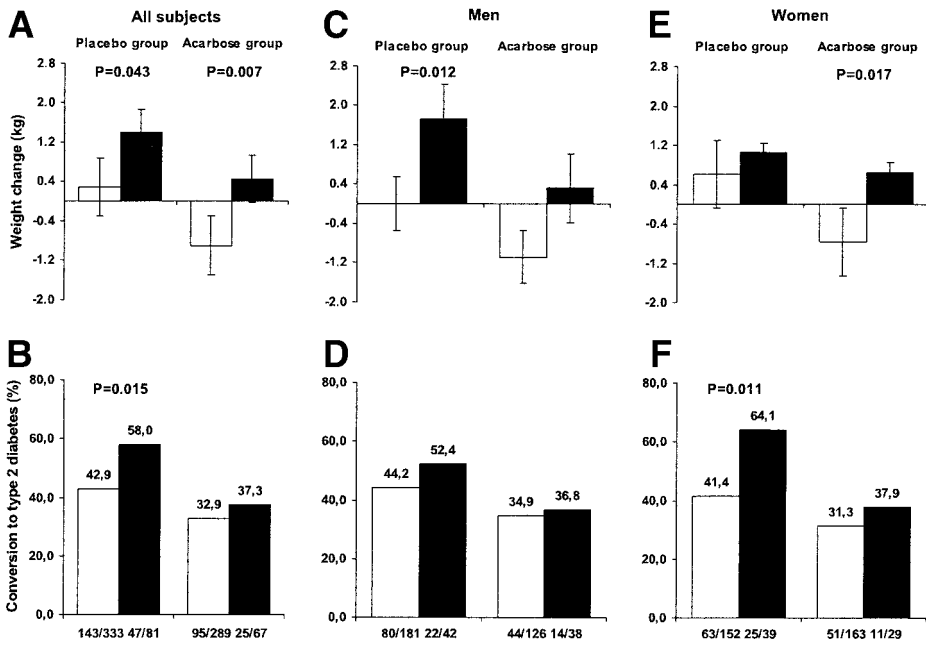 A
All subjects
Placebo group Acarbose group
P=0.043 P=0.007
Weight change (kg)
2.8
2.0
1.2
0.4
-0.4
-1.2
-2.0
C
Men
Placebo group Acarbose group
P=0.012
2.8
2.0
1.2
0.4
-0.4
-1.2
-2.0
E
Women
Placebo group Acarbose group
P=0.017
2.8
2.0
1.2
0.4
-0.4
-1.2
-2.0
B
Conversion to type 2 diabetes (%)
80,0
60,0
40,0
20,0
0,0
P=0.015
42,9 58,0 32,9 37,3
143/333 47/81 95/289 25/67
D
80,0
60,0
40,0
20,0
0,0
44,2 52,4 34,9 36,8
80/181 22/42 44/126 14/38
F
80,0
60,0
40,0
20,0
0,0
P=0.011
41,4 64,1 31,3 37,9
63/152 25/39 51/163 11/29